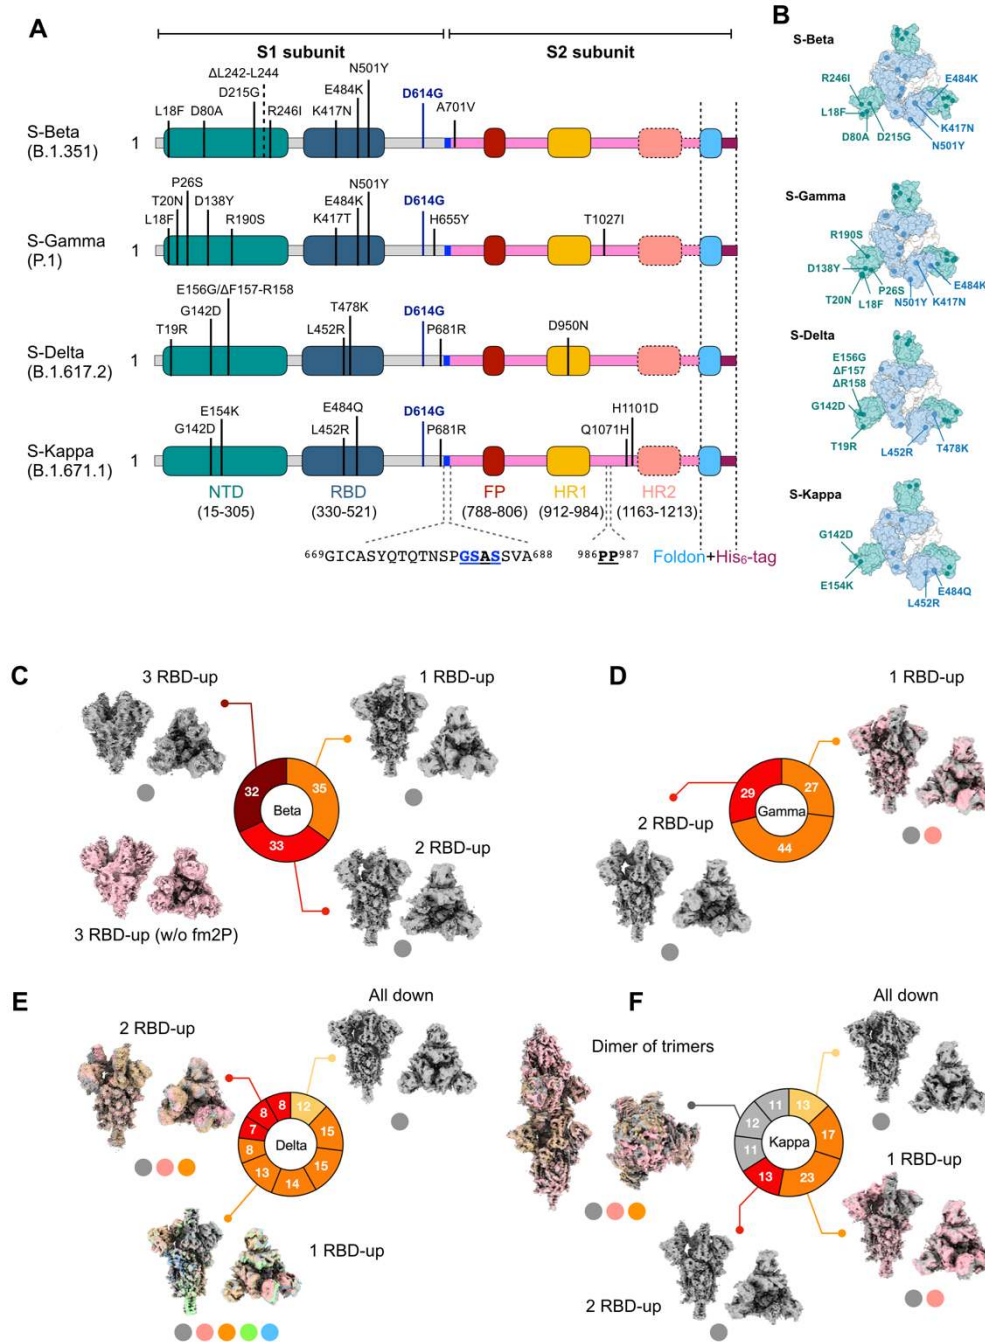 A
S1 subunit
S2 subunit
S-Beta
(B.1.351)
1
L18F
D80A
D215G
ΔL242-L244
R246I
K417N
E484K
N501Y
D614G
A701V
S-Gamma
(P.1)
1
L18F
T20N
P26S
D138Y
R190S
K417T
E484K
N501Y
D614G
H655Y
T1027I
S-Delta
(B.1.617.2)
1
T19R
G142D
E156G/ΔF157-R158
L452R
T478K
D614G
P681R
D950N
S-Kappa
(B.1.671.1)
1
G142D
E154K
L452R
E484Q
D614G
P681R
Q1071H
H1101D
NTD
(15-305)
RBD
(330-521)
FP
(788-806)
HR1
(912-984)
HR2
(1163-1213)
669GICASYQTQTNSPGSASSVA688
986PP987
Foldon+His6-tag
B
S-Beta
R246I
L18F
D80A
D215G
E484K
K417N
N501Y
S-Gamma
R190S
D138Y
T20N
L18F
P26S
N501Y
K417N
E484K
S-Delta
E156G
ΔF157
ΔR158
G142D
T19R
L452R
T478K
S-Kappa
G142D
E154K
L452R
E484Q
C
3 RBD-up
1 RBD-up
32
35
33
Beta
3 RBD-up (w/o fm2P)
2 RBD-up
D
1 RBD-up
29
27
44
Gamma
2 RBD-up
E
All down
2 RBD-up
8
8
7
8
13
14
15
15
12
Delta
1 RBD-up
F
All down
Dimer of trimers
11
12
11
13
23
17
13
Kappa
1 RBD-up
2 RBD-up